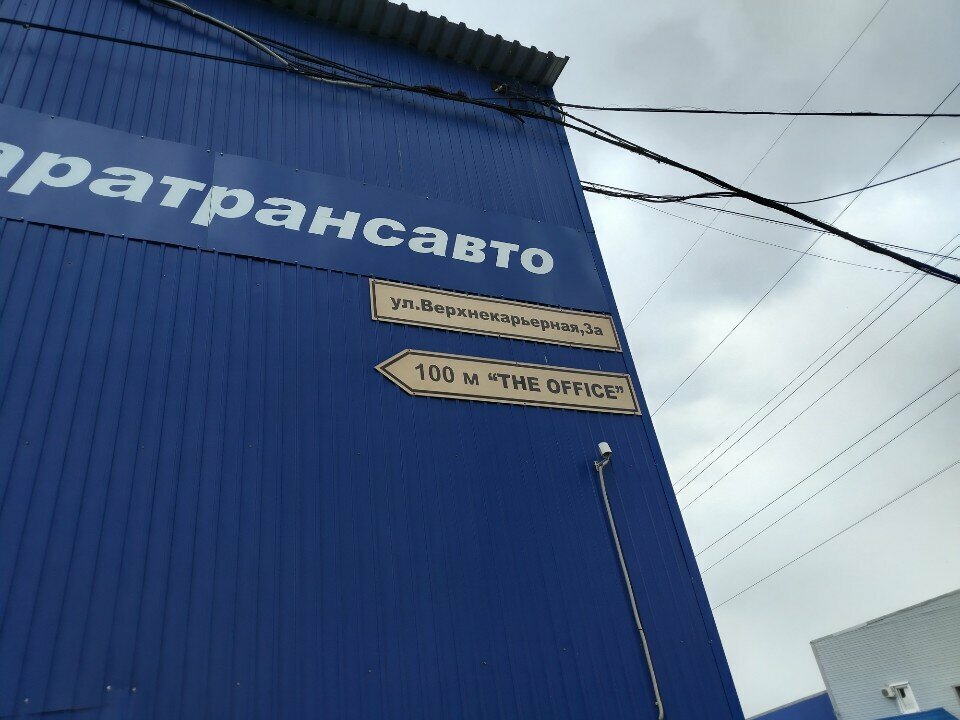 аратрансавто
ул.Верхнекарьерная,3а
100 м “THE OFFICE”